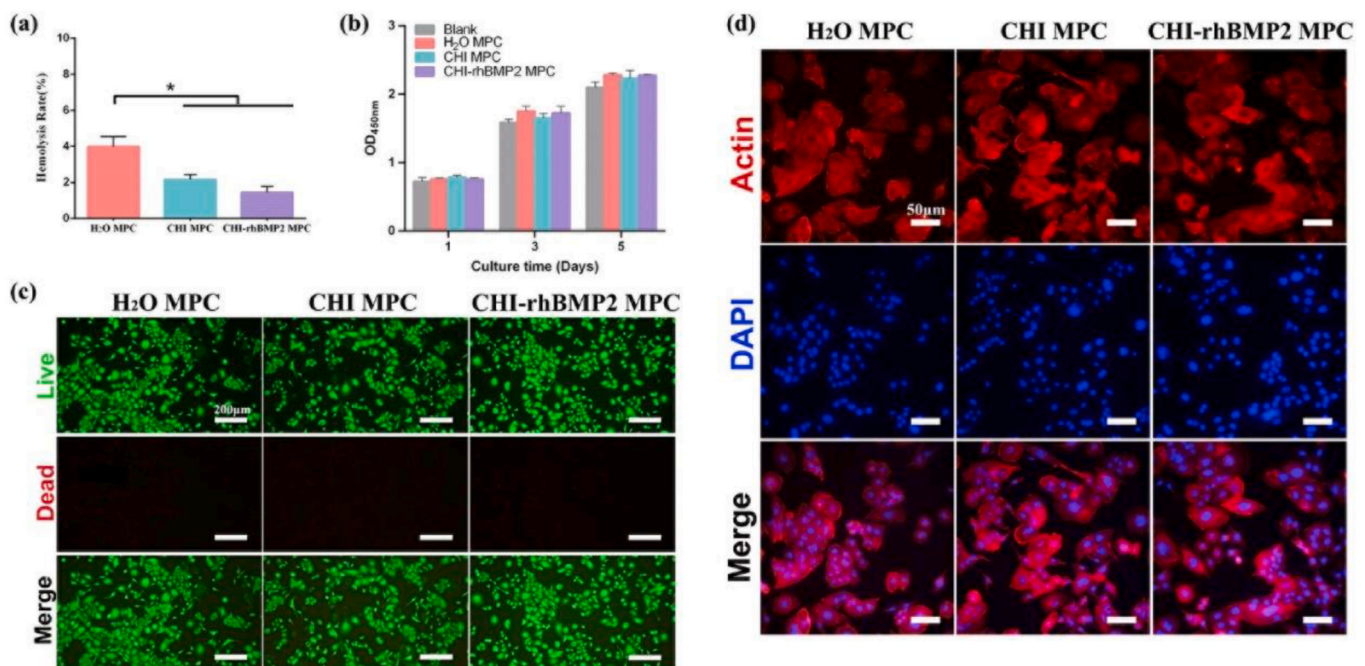 (a)
Hemolysis Rate(%)
10
8
6
4
2
0
*
H₂O MPC CHI MPC CHI-rhBMP2 MPC
(b)
Blank
H₂O MPC
CHI MPC
CHI-rhBMP2 MPC
OD450nm
3
2
1
0
1 3 5
Culture time (Days)
(c)
H₂O MPC CHI MPC CHI-rhBMP2 MPC
Live
200μm
Dead
Merge
(d)
H₂O MPC CHI MPC CHI-rhBMP2 MPC
Actin
50μm
DAPI
Merge